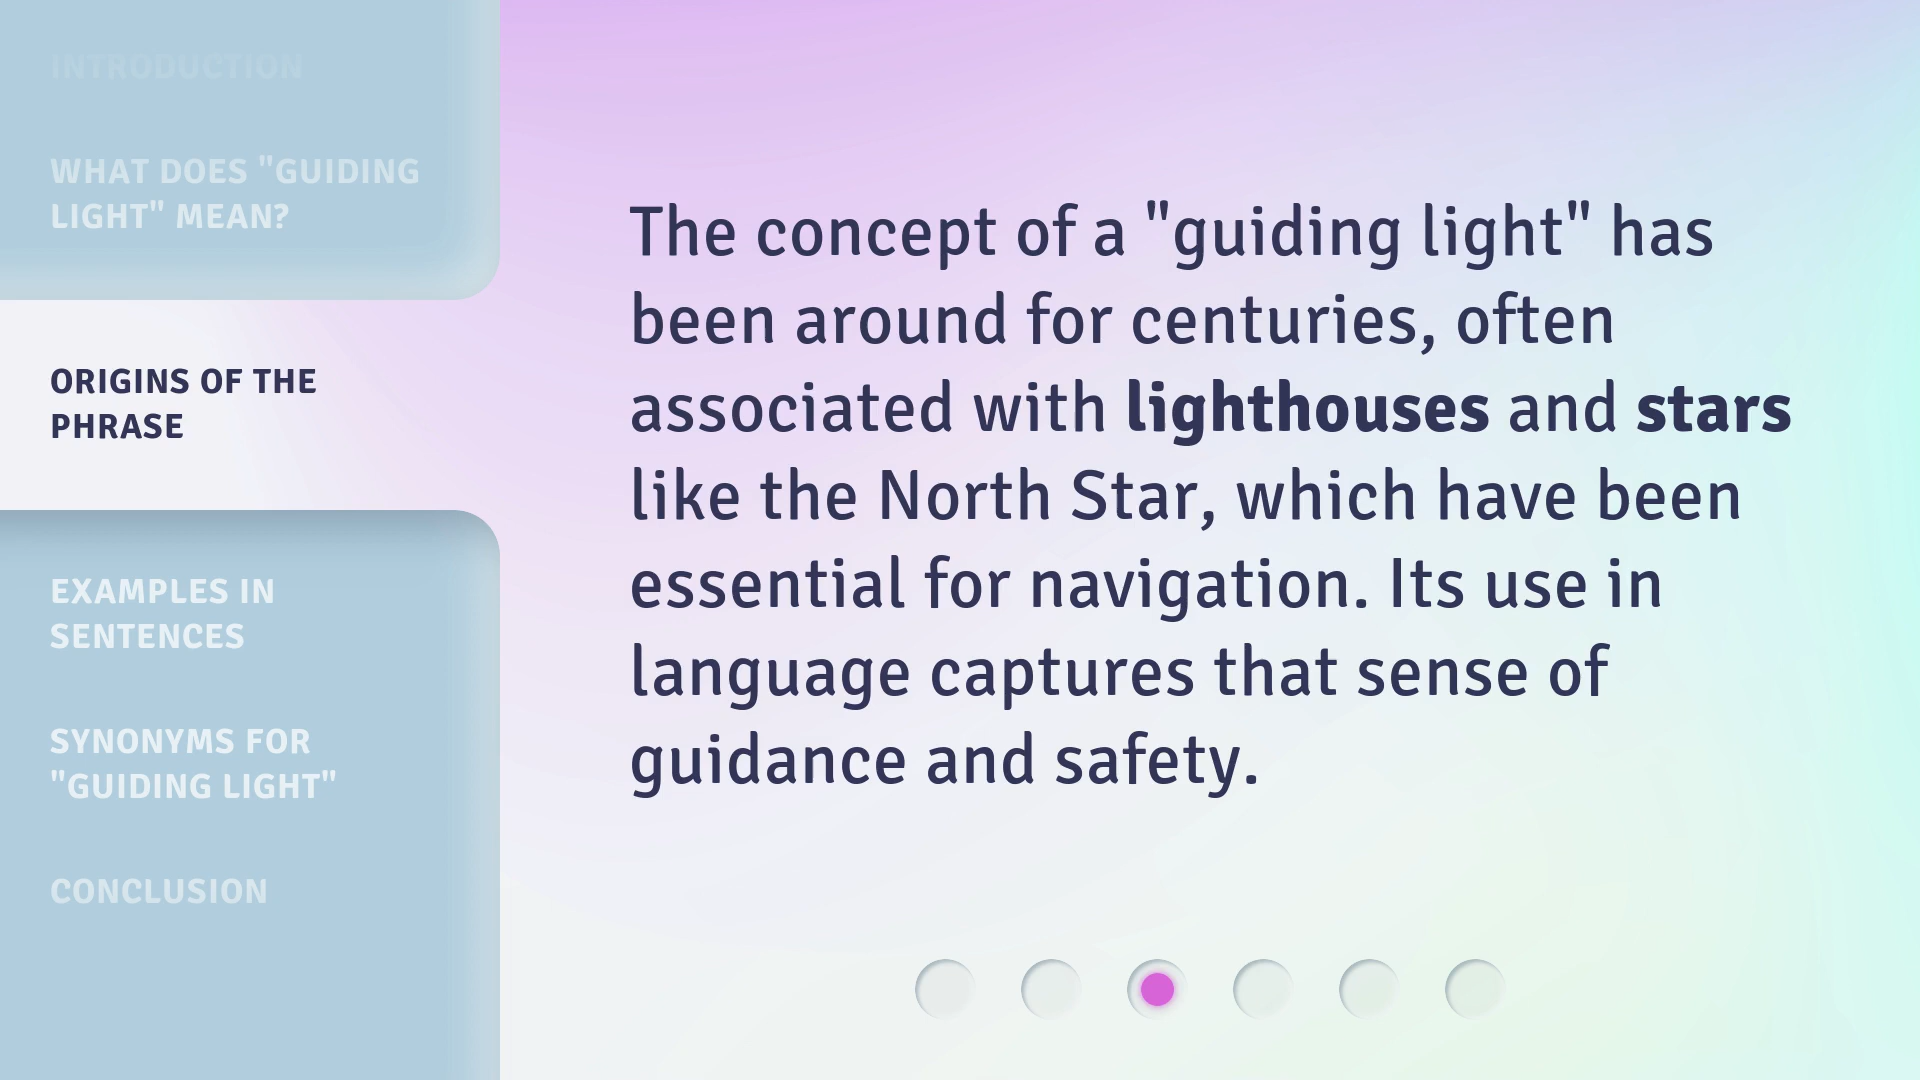 INTRODUCTION
WHAT DOES "GUIDING
LIGHT" MEAN?
ORIGINS OF THE
PHRASE
EXAMPLES IN
SENTENCES
SYNONYMS FOR
"GUIDING LIGHT"
CONCLUSION
The concept of a "guiding light" has
been around for centuries, often
associated with lighthouses and stars
like the North Star, which have been
essential for navigation. Its use in
language captures that sense of
guidance and safety.